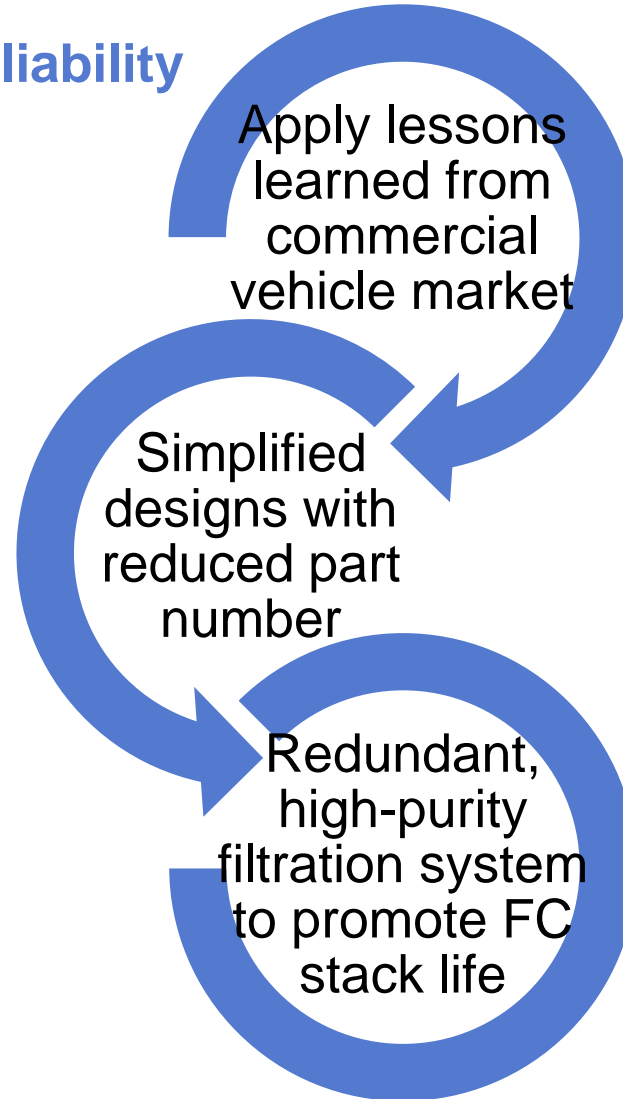 liability
Apply lessons
learned from
commercial
vehicle market
Simplified
designs with
reduced part
number
Redundant,
high-purity
filtration system
to promote FC
stack life